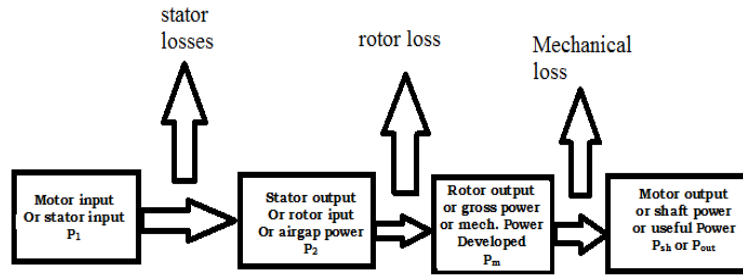 stator
losses
rotor loss
Mechanical
loss
Motor input
Or stator input
P1
Stator output
Or rotor iput
Or airgap power
P2
Rotor output
or gross power
or mech. Power
Developed
Pm
Motor output
or shaft power
or useful Power
Psh or Pout